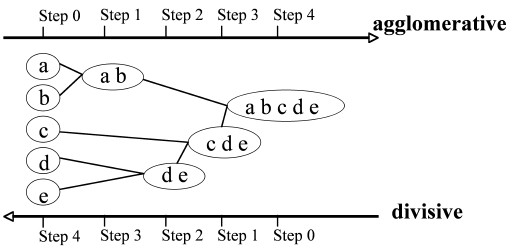 Step 0 Step 1 Step 2 Step 3 Step 4
agglomerative
a
a b
b
a b c d e
c
c d e
d
d e
e
divisive
Step 4 Step 3 Step 2 Step 1 Step 0